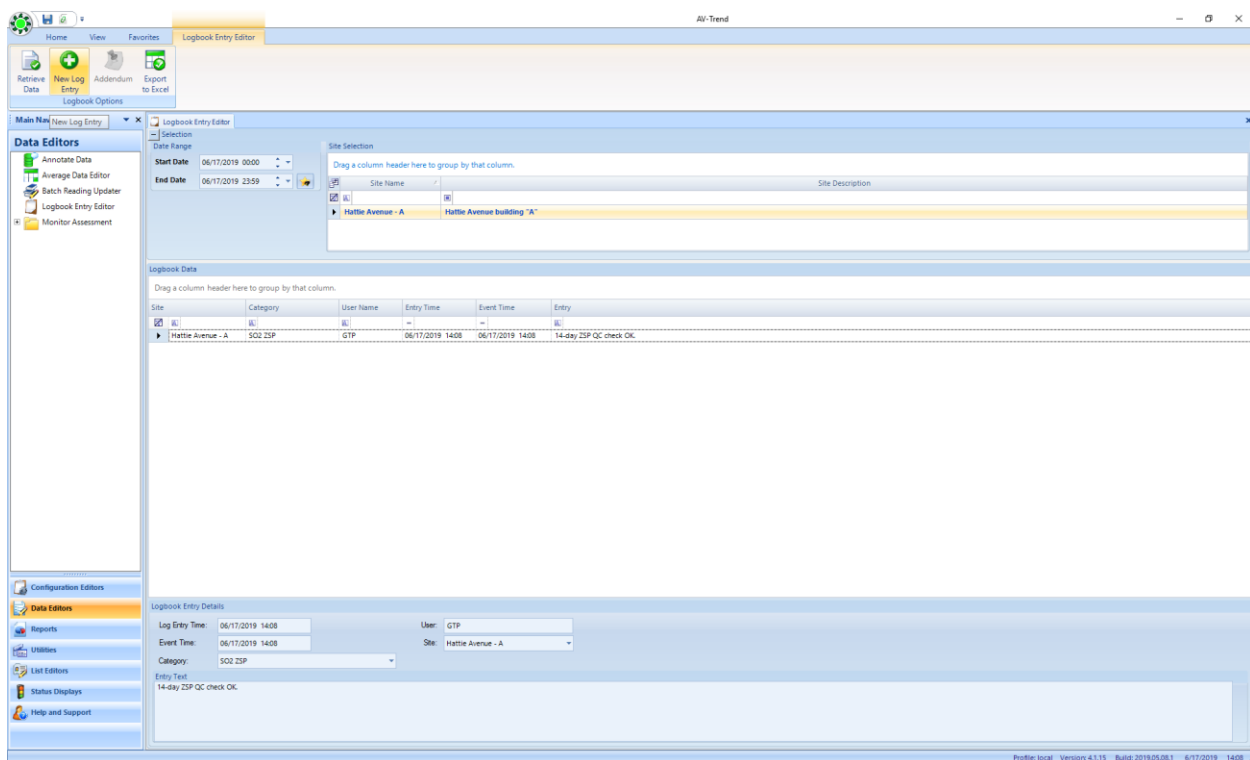 AV-Trend
Home View Favorites Logbook Entry Editor
Retrieve Data New Log Entry Addendum Export to Excel
Logbook Options
Main Nav New Log Entry
Logbook Entry Editor
Data Editors
Annotate Data
Average Data Editor
Batch Reading Updater
Logbook Entry Editor
Monitor Assessment
Selection
Date Range
Start Date 06/17/2019 00:00
End Date 06/17/2019 23:59
Site Selection
Drag a column header here to group by that column.
Site Name Site Description
Hattie Avenue - A Hattie Avenue building "A"
Logbook Data
Drag a column header here to group by that column.
Site Category User Name Entry Time Event Time Entry
Hattie Avenue - A SO2 ZSP GTP 06/17/2019 14:08 06/17/2019 14:08 14-day ZSP QC check OK.
Configuration Editors
Data Editors
Reports
Utilities
List Editors
Status Displays
Help and Support
Logbook Entry Details
Log Entry Time: 06/17/2019 14:08 User: GTP
Event Time: 06/17/2019 14:08 Site: Hattie Avenue - A
Category: SO2 ZSP
Entry Text
14-day ZSP QC check OK.
Profile: local Version: 4.1.15 Build: 2019.05.08.1 6/17/2019 14:08